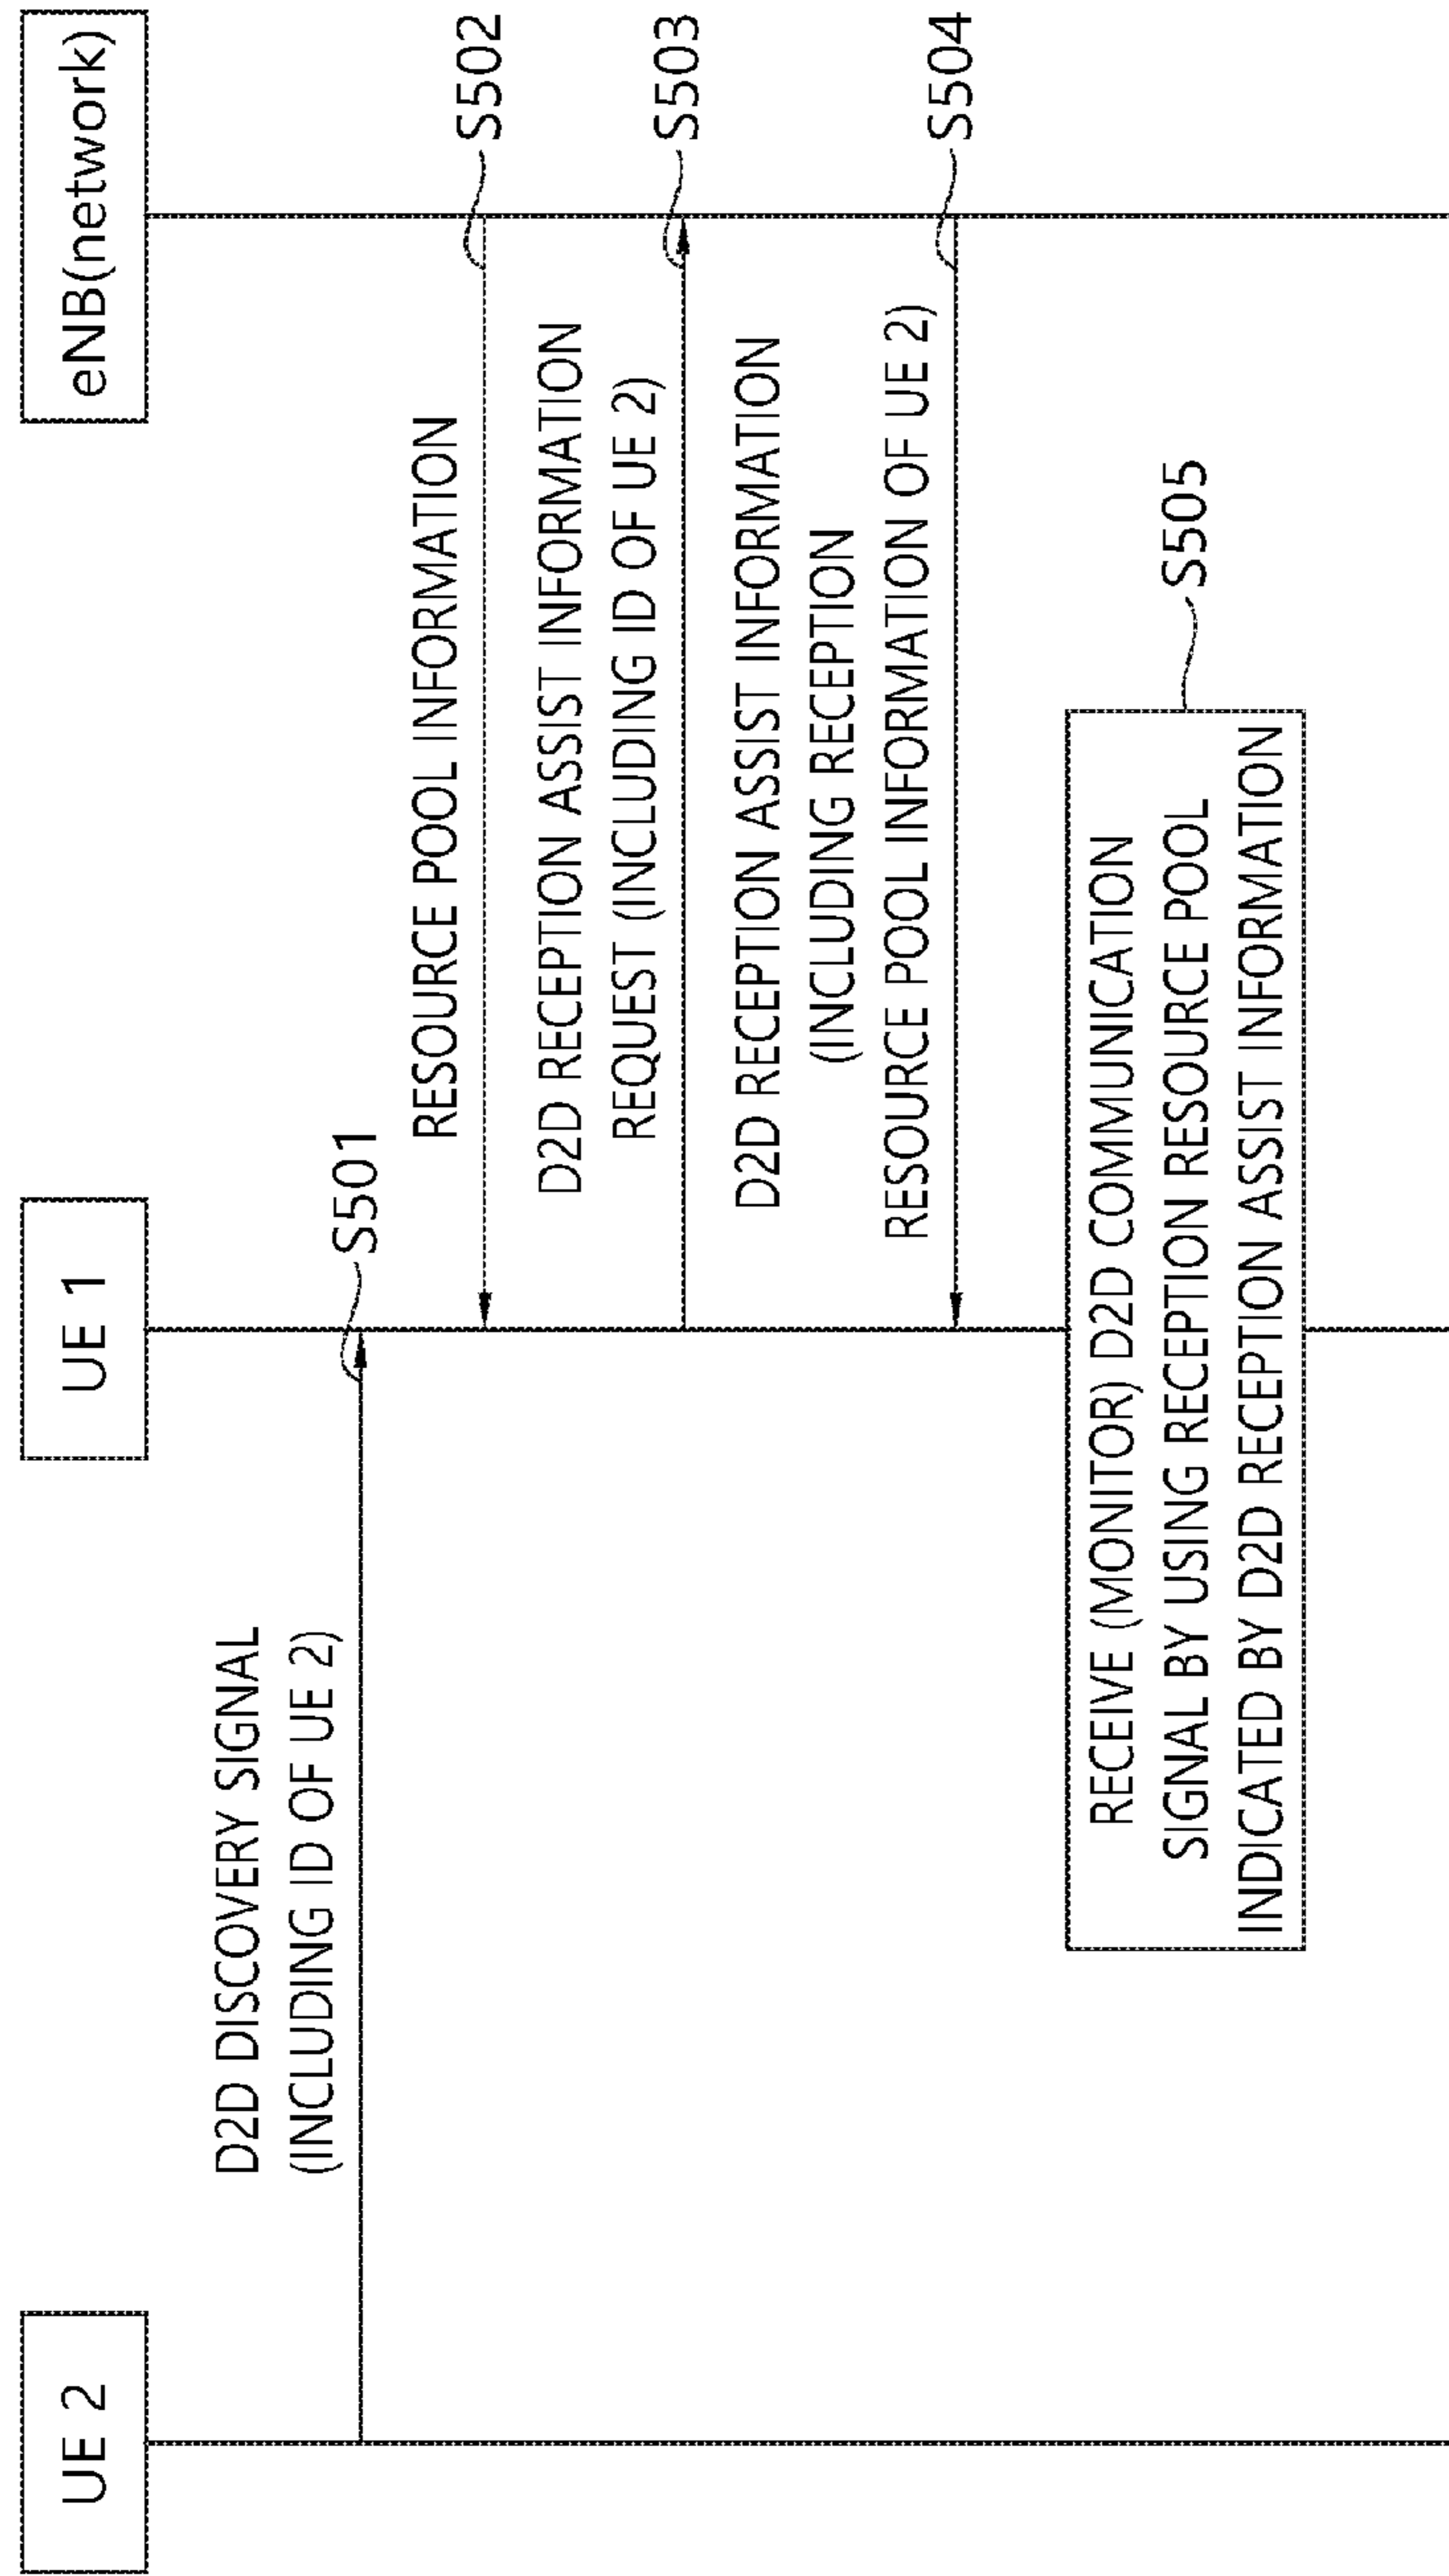 UE 2
UE 1
eNB(network)
D2D DISCOVERY SIGNAL
(INCLUDING ID OF UE 2)
S501
RESOURCE POOL INFORMATION
S502
D2D RECEPTION ASSIST INFORMATION
REQUEST (INCLUDING ID OF UE 2)
S503
D2D RECEPTION ASSIST INFORMATION
(INCLUDING RECEPTION
RESOURCE POOL INFORMATION OF UE 2)
S504
RECEIVE (MONITOR) D2D COMMUNICATION
SIGNAL BY USING RECEPTION RESOURCE POOL
INDICATED BY D2D RECEPTION ASSIST INFORMATION
S505